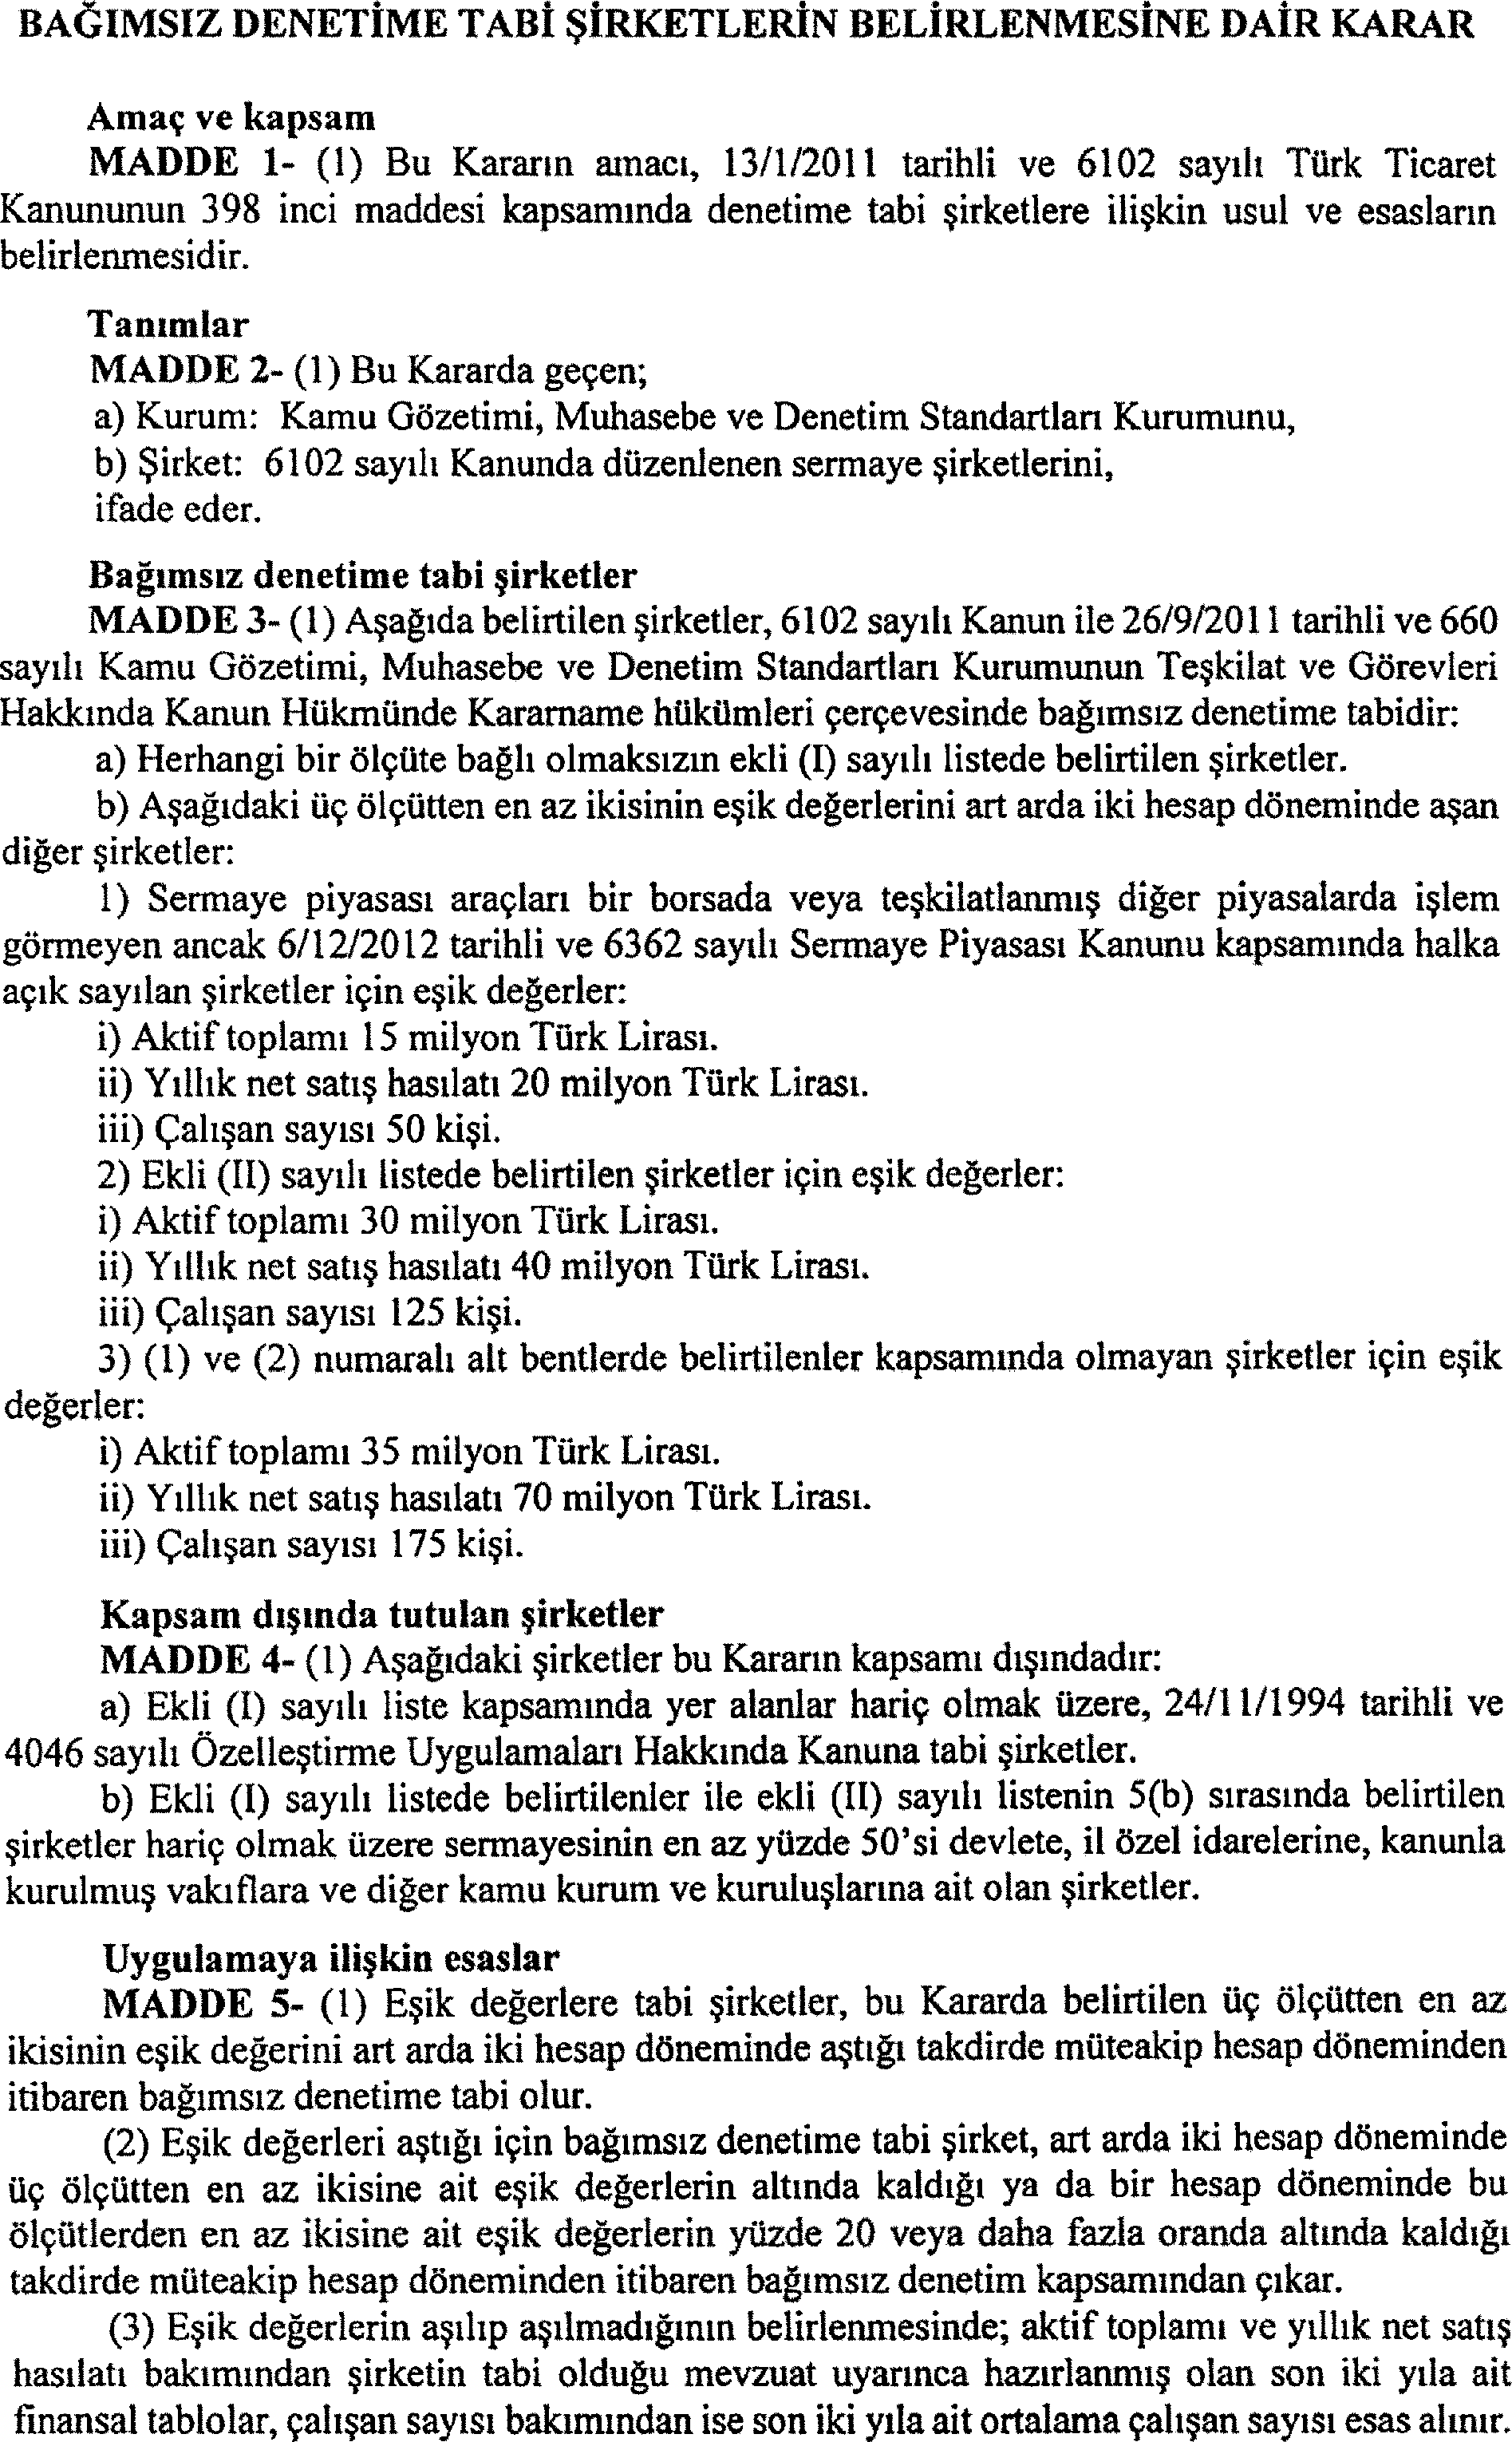 BAĞIMSIZ DENETİME TABİ ŞİRKETLERİN BELİRLENMESİNE DAİR KARAR
Amaç ve kapsam
MADDE 1- (1) Bu Kararın amacı, 13/1/2011 tarihli ve 6102 sayılı Türk Ticaret
Kanununun 398 inci maddesi kapsamında denetime tabi şirketlere ilişkin usul ve esasların
belirlenmesidir.
Tanımlar
MADDE 2- (1) Bu Kararda geçen;
a) Kurum: Kamu Gözetimi, Muhasebe ve Denetim Standartları Kurumunu,
b) Şirket: 6102 sayılı Kanunda düzenlenen sermaye şirketlerini,
ifade eder.
Bağımsız denetime tabi şirketler
MADDE 3- (1) Aşağıda belirtilen şirketler, 6102 sayılı Kanun ile 26/9/2011 tarihli ve 660
sayılı Kamu Gözetimi, Muhasebe ve Denetim Standartları Kurumunun Teşkilat ve Görevleri
Hakkında Kanun Hükmünde Kararname hükümleri çerçevesinde bağımsız denetime tabidir:
a) Herhangi bir ölçüte bağlı olmaksızın ekli (I) sayılı listede belirtilen şirketler.
b) Aşağıdaki üç ölçütten en az ikisinin eşik değerlerini art arda iki hesap döneminde aşan
diğer şirketler:
1) Sermaye piyasası araçları bir borsada veya teşkilatlanmış diğer piyasalarda işlem
görmeyen ancak 6/12/2012 tarihli ve 6362 sayılı Sermaye Piyasası Kanunu kapsamında halka
açık sayılan şirketler için eşik değerler:
i) Aktif toplamı 15 milyon Türk Lirası.
ii) Yıllık net satış hasılatı 20 milyon Türk Lirası.
iii) Çalışan sayısı 50 kişi.
2) Ekli (II) sayılı listede belirtilen şirketler için eşik değerler:
i) Aktif toplamı 30 milyon Türk Lirası.
ii) Yıllık net satış hasılatı 40 milyon Türk Lirası.
iii) Çalışan sayısı 125 kişi.
3) (1) ve (2) numaralı alt bentlerde belirtilenler kapsamında olmayan şirketler için eşik
değerler:
i) Aktif toplamı 35 milyon Türk Lirası.
ii) Yıllık net satış hasılatı 70 milyon Türk Lirası.
iii) Çalışan sayısı 175 kişi.
Kapsam dışında tutulan şirketler
MADDE 4- (1) Aşağıdaki şirketler bu Kararın kapsamı dışındadır:
a) Ekli (I) sayılı liste kapsamında yer alanlar hariç olmak üzere, 24/11/1994 tarihli ve
4046 sayılı Özelleştirme Uygulamaları Hakkında Kanuna tabi şirketler.
b) Ekli (I) sayılı listede belirtilenler ile ekli (II) sayılı listenin 5(b) sırasında belirtilen
şirketler hariç olmak üzere sermayesinin en az yüzde 50'si devlete, il özel idarelerine, kanunla
kurulmuş vakıflara ve diğer kamu kurum ve kuruluşlarına ait olan şirketler.
Uygulamaya ilişkin esaslar
MADDE 5- (1) Eşik değerlere tabi şirketler, bu Kararda belirtilen üç ölçütten en az
ikisinin eşik değerini art arda iki hesap döneminde aştığı takdirde müteakip hesap döneminden
itibaren bağımsız denetime tabi olur.
(2) Eşik değerleri aştığı için bağımsız denetime tabi şirket, art arda iki hesap döneminde
üç ölçütten en az ikisine ait eşik değerlerin altında kaldığı ya da bir hesap döneminde bu
ölçütlerden en az ikisine ait eşik değerlerin yüzde 20 veya daha fazla oranda altında kaldığı
takdirde müteakip hesap döneminden itibaren bağımsız denetim kapsamından çıkar.
(3) Eşik değerlerin aşılıp aşılmadığının belirlenmesinde; aktif toplamı ve yıllık net satış
hasılatı bakımından şirketin tabi olduğu mevzuat uyarınca hazırlanmış olan son iki yıla ait
finansal tablolar, çalışan sayısı bakımından ise son iki yıla ait ortalama çalışan sayısı esas alınır.